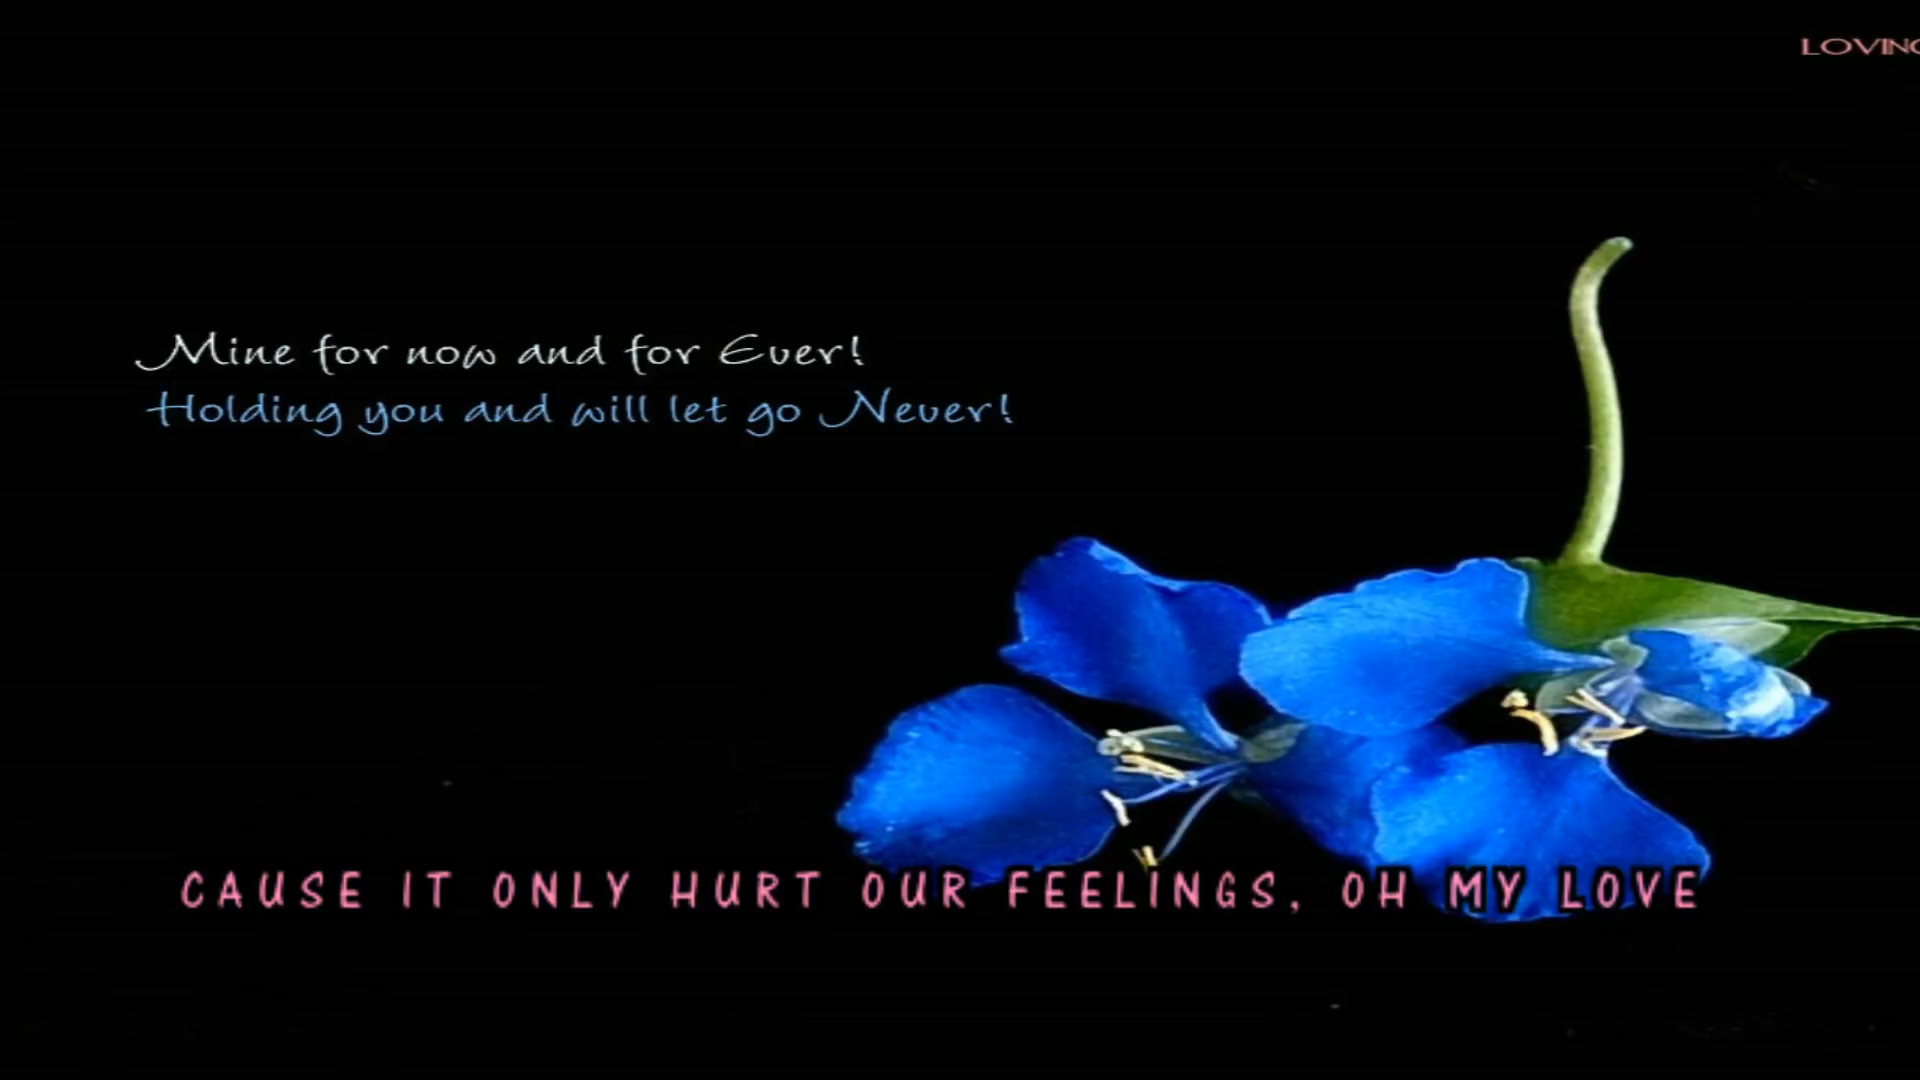 LOVING
Mine for now and for Ever!
Holding you and will let go Never!
CAUSE IT ONLY HURT OUR FEELINGS, OH MY LOVE